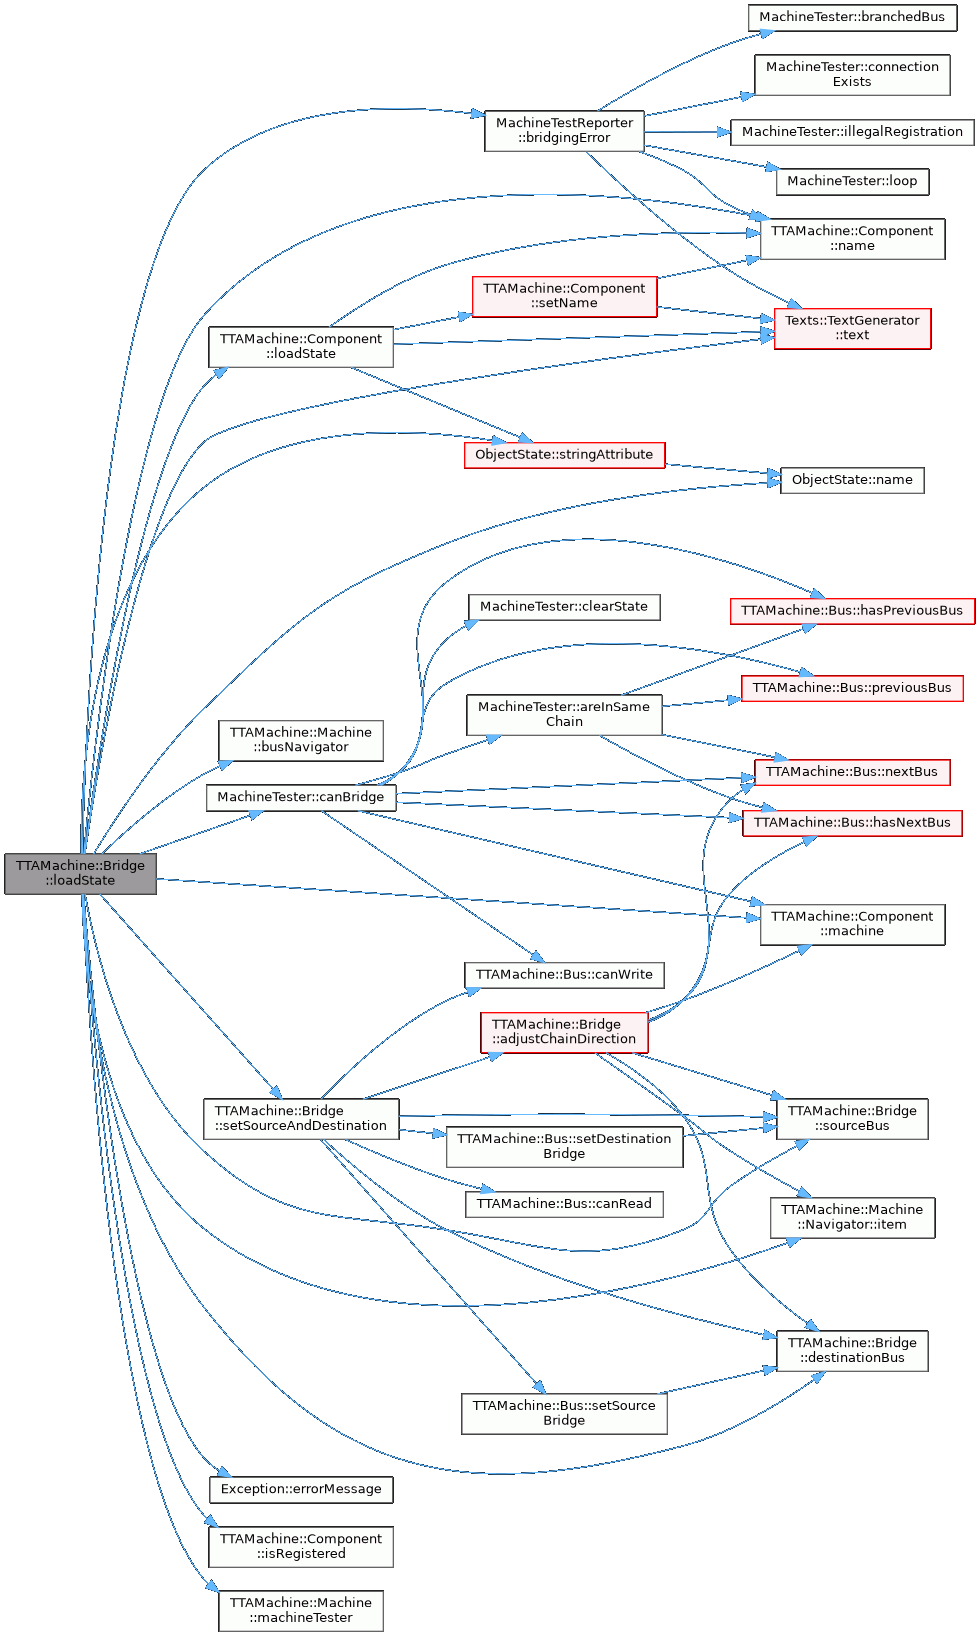 MachineTester::branchedBus
MachineTester::connection
Exists
MachineTestReporter
::bridgingError
MachineTester::illegalRegistration
MachineTester::loop
TTAMachine::Component
::name
TTAMachine::Component
::setName
Texts::TextGenerator
::text
TTAMachine::Component
::loadState
ObjectState::stringAttribute
ObjectState::name
MachineTester::clearState
TTAMachine::Bus::hasPreviousBus
TTAMachine::Bus::previousBus
MachineTester::areInSame
Chain
TTAMachine::Machine
::busNavigator
TTAMachine::Bus::nextBus
MachineTester::canBridge
TTAMachine::Bus::hasNextBus
TTAMachine::Bridge
::loadState
TTAMachine::Component
::machine
TTAMachine::Bus::canWrite
TTAMachine::Bridge
::adjustChainDirection
TTAMachine::Bridge
::setSourceAndDestination
TTAMachine::Bridge
::sourceBus
TTAMachine::Bus::setDestination
Bridge
TTAMachine::Bus::canRead
TTAMachine::Machine
::Navigator::item
TTAMachine::Bridge
::destinationBus
TTAMachine::Bus::setSource
Bridge
Exception::errorMessage
TTAMachine::Component
::isRegistered
TTAMachine::Machine
::machineTester